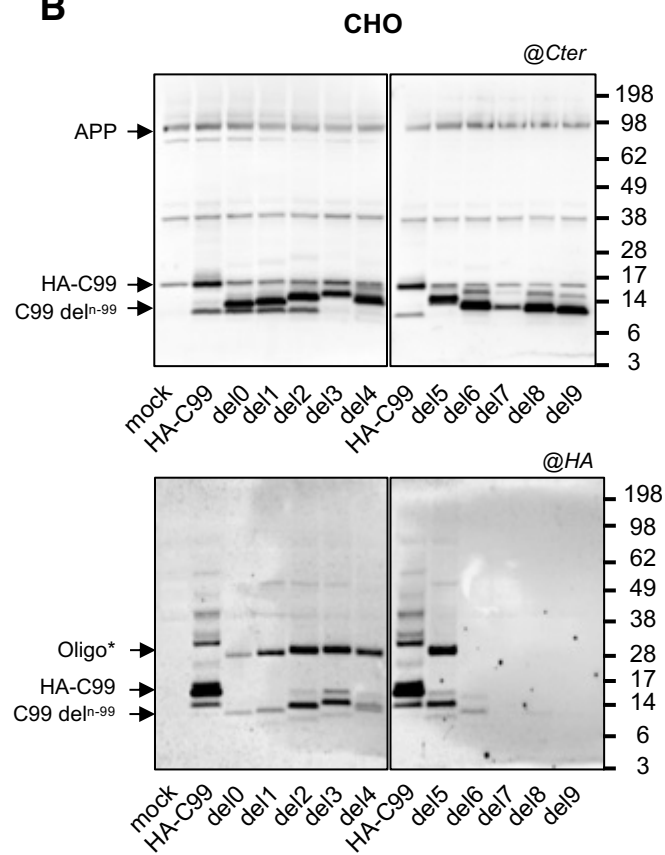 B
CHO
@Cter
APP
HA-C99
C99 delⁿ⁻⁹⁹
198
98
62
49
38
28
17
14
6
3
mock HA-C99 del0 del1 del2 del3 del4 HA-C99 del5 del6 del7 del8 del9
@HA
Oligo*
HA-C99
C99 delⁿ⁻⁹⁹
198
98
62
49
38
28
17
14
6
3
mock HA-C99 del0 del1 del2 del3 del4 HA-C99 del5 del6 del7 del8 del9